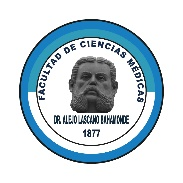 FACULTAD DE CIENCIAS MÉDICAS
DR. ALEJO LASCANO BAHAMONDE
1877